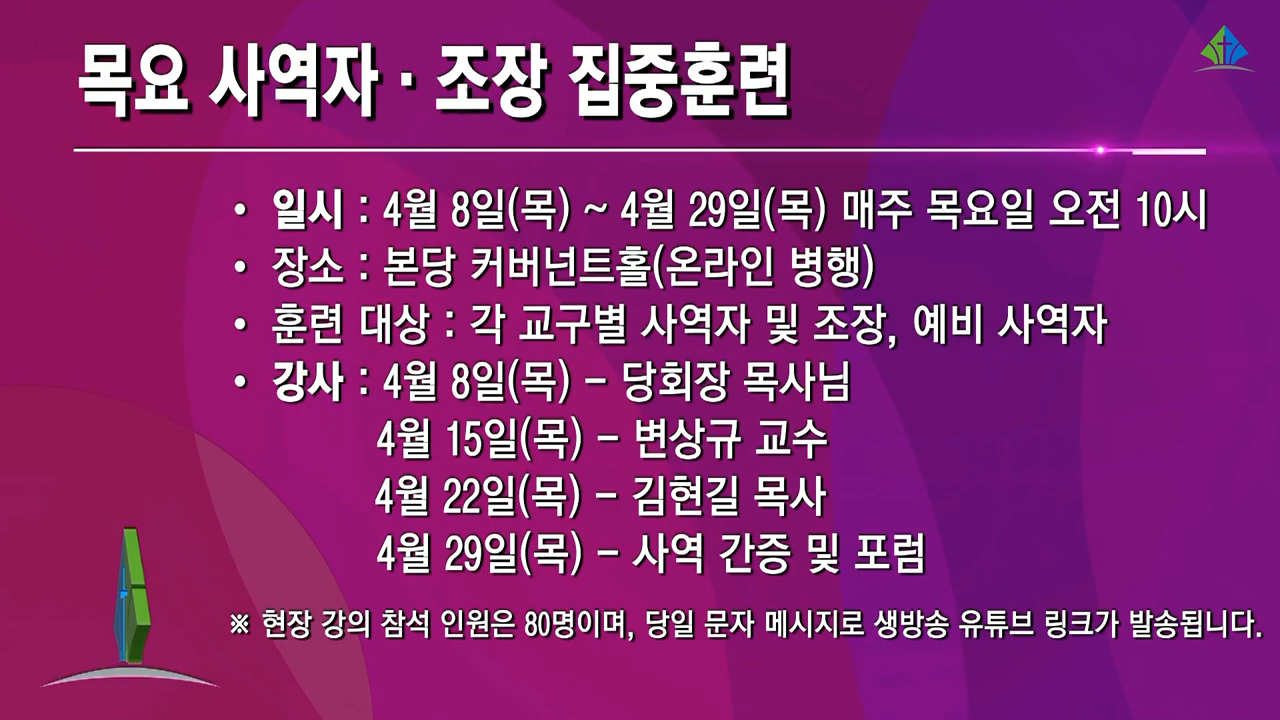 목요 사역자 · 조장 집중훈련
• 일시 : 4월 8일(목) ~ 4월 29일(목) 매주 목요일 오전 10시
• 장소 : 본당 커버넌트홀(온라인 병행)
• 훈련 대상 : 각 교구별 사역자 및 조장, 예비 사역자
• 강사 : 4월 8일(목) - 당회장 목사님
4월 15일(목) - 변상규 교수
4월 22일(목) - 김현길 목사
4월 29일(목) - 사역 간증 및 포럼
※ 현장 강의 참석 인원은 80명이며, 당일 문자 메시지로 생방송 유튜브 링크가 발송됩니다.